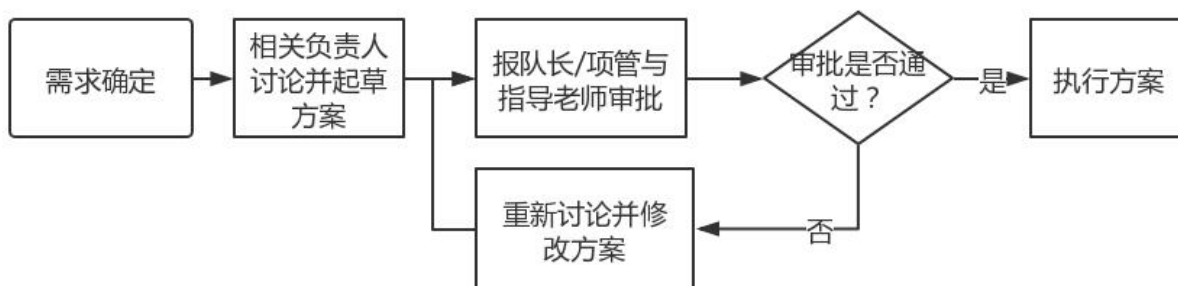 需求确定
相关负责人
讨论并起草
方案
报队长/项管与
指导老师审批
审批是否通
过？
是
执行方案
重新讨论并修
改方案
否